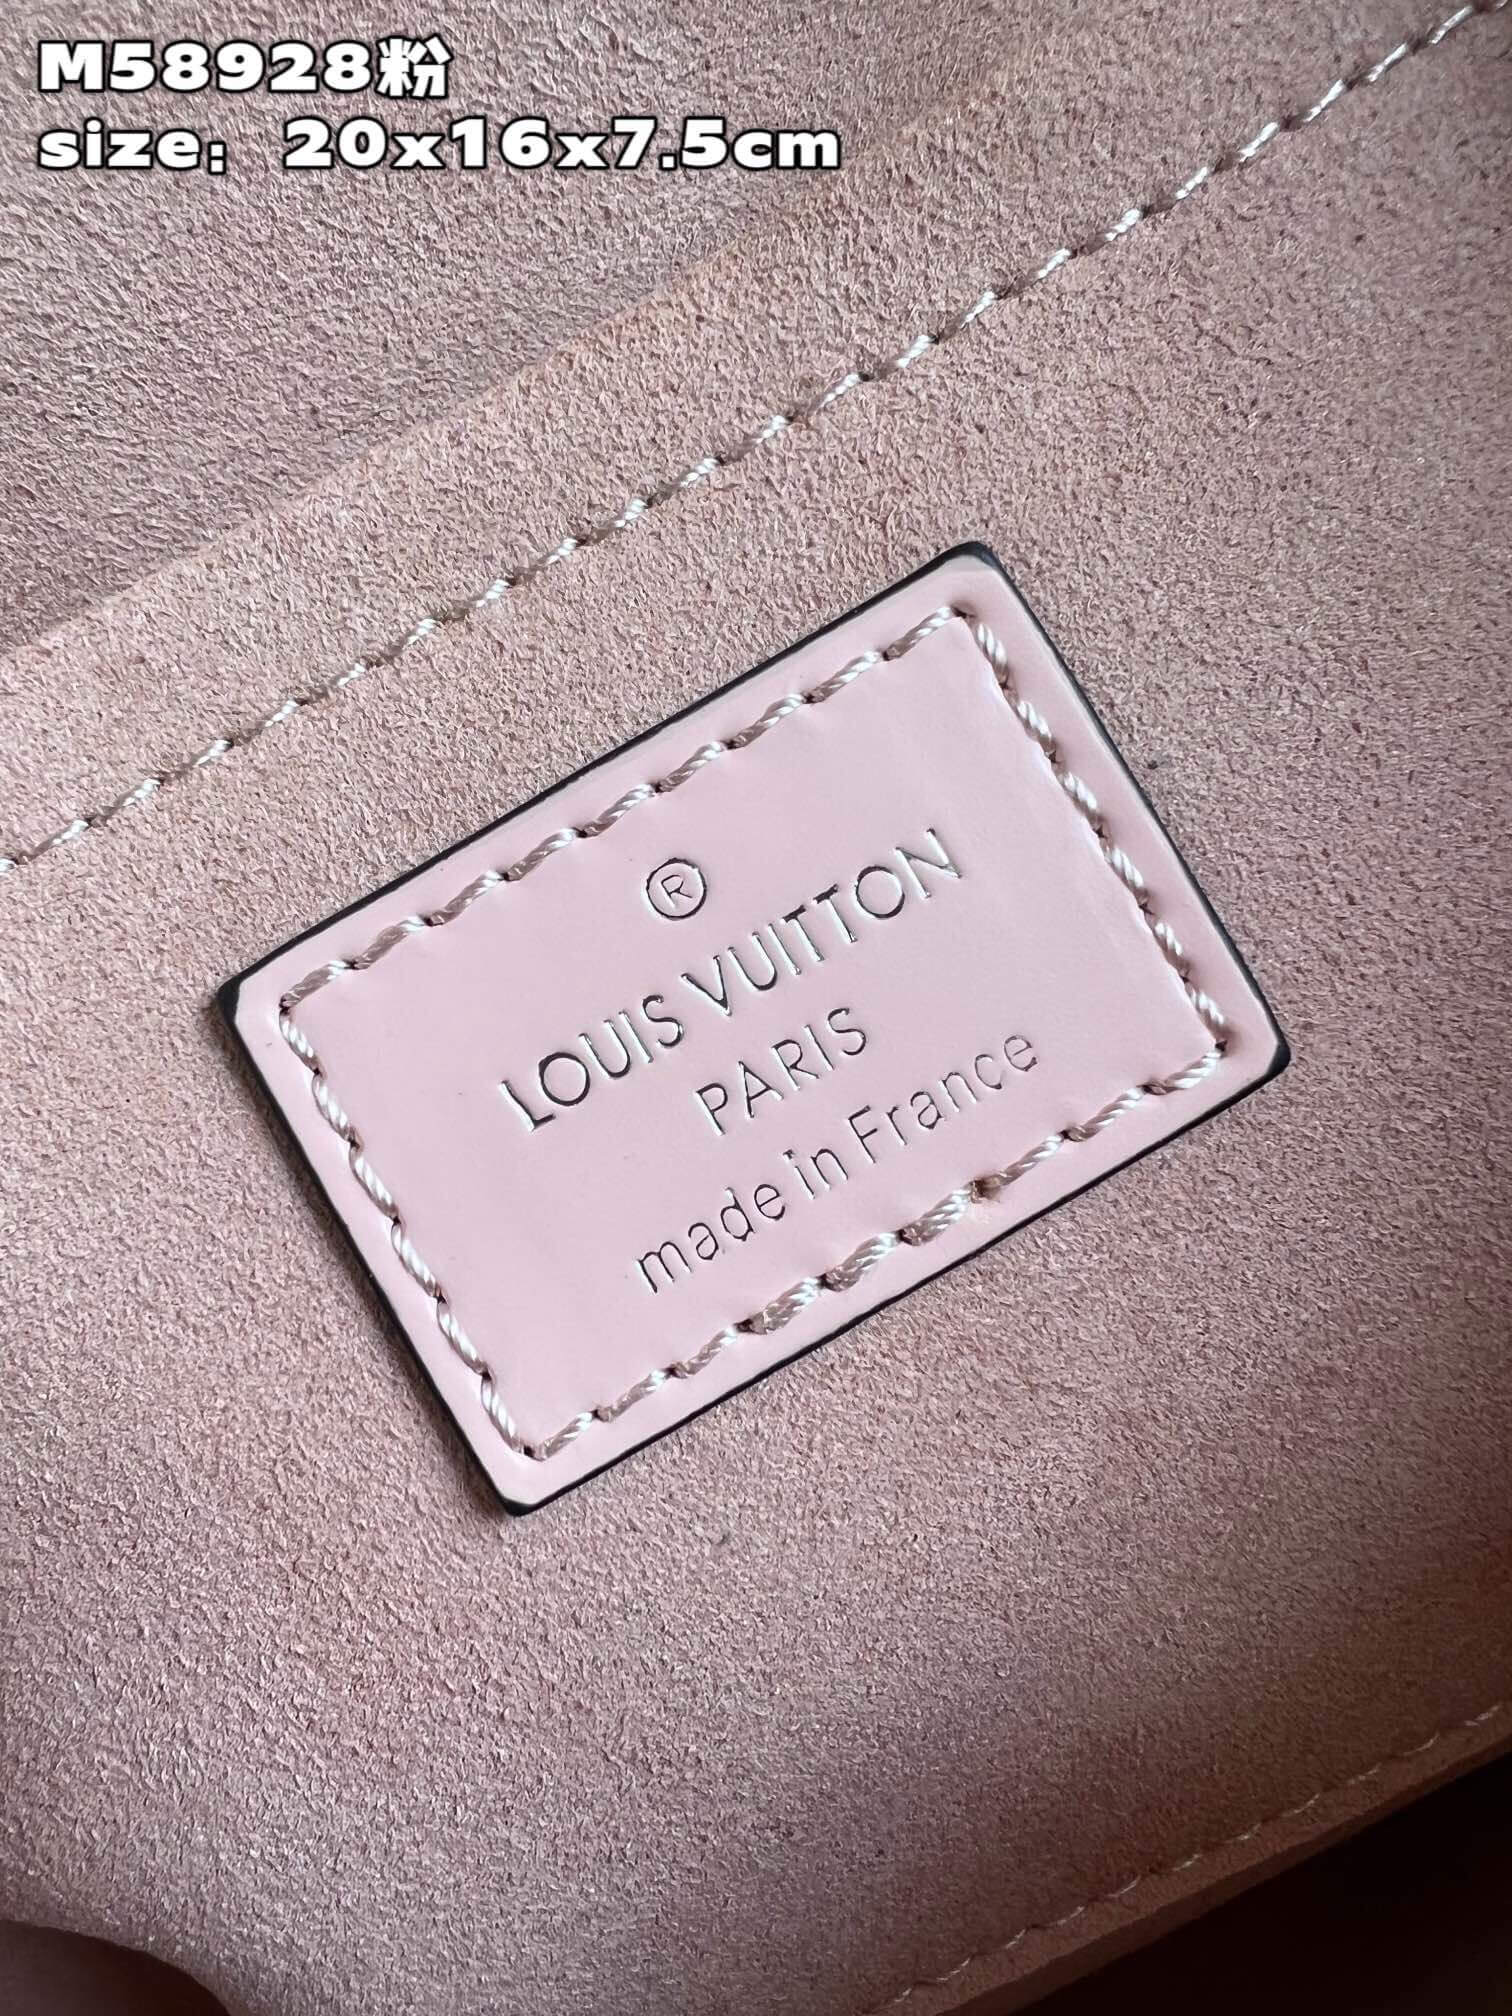 M58928粉
size：20x16x7.5cm
®
LOUIS VUITTON
PARIS
made in France